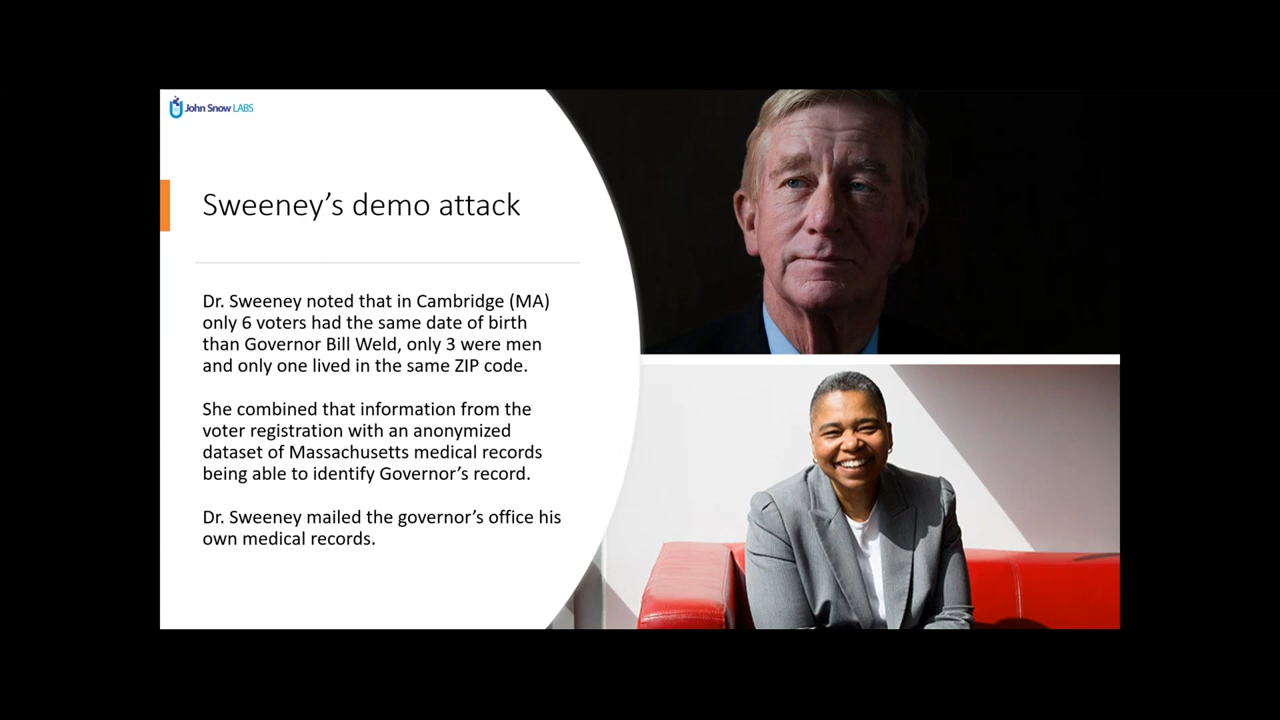 John Snow LABS
Sweeney's demo attack
Dr. Sweeney noted that in Cambridge (MA)
only 6 voters had the same date of birth
than Governor Bill Weld, only 3 were men
and only one lived in the same ZIP code.
She combined that information from the
voter registration with an anonymized
dataset of Massachusetts medical records
being able to identify Governor's record.
Dr. Sweeney mailed the governor's office his
own medical records.